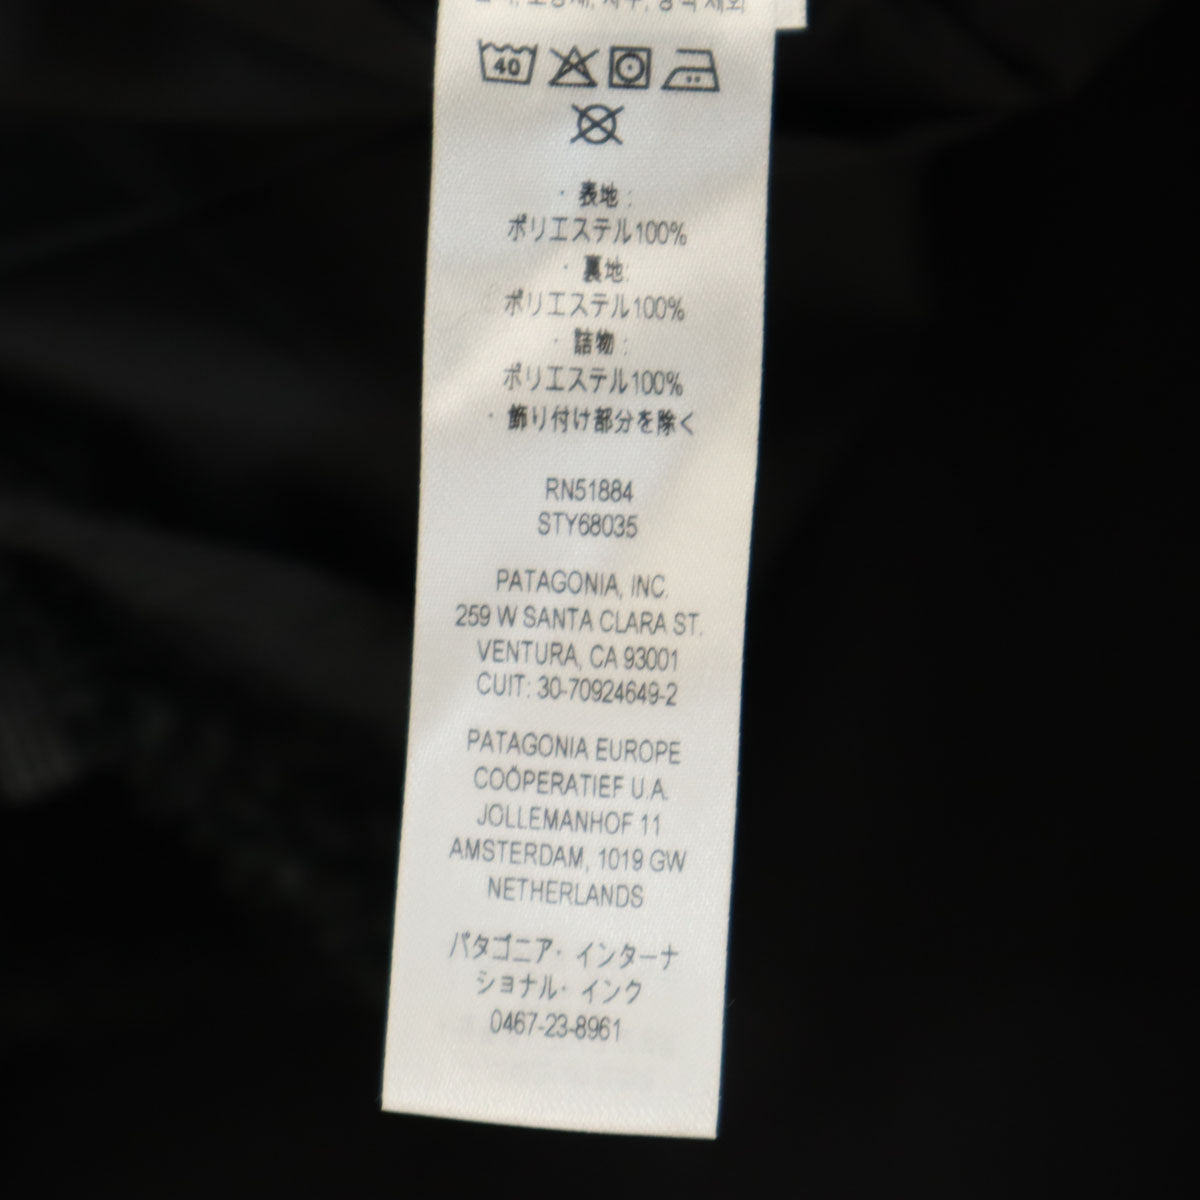 40
・表地:
ポリエステル100%
・裏地:
ポリエステル100%
・詰物:
ポリエステル100%
・飾り付け部分を除く
RN51884
STY68035
PATAGONIA, INC.
259 W SANTA CLARA ST.
VENTURA, CA 93001
CUIT: 30-70924649-2
PATAGONIA EUROPE
COÖPERATIEF U.A.
JOLLEMANHOF 11
AMSTERDAM, 1019 GW
NETHERLANDS
パタゴニア・インターナ
ショナル・インク
0467-23-8961